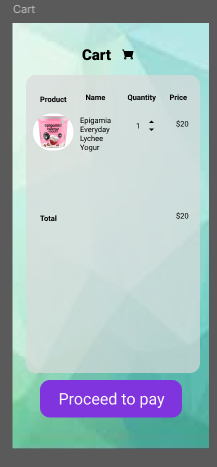 Cart
Cart
Product Name Quantity Price
Epigamia
Everyday
Lychee
Yogur
1
$20
Total $20
Proceed to pay